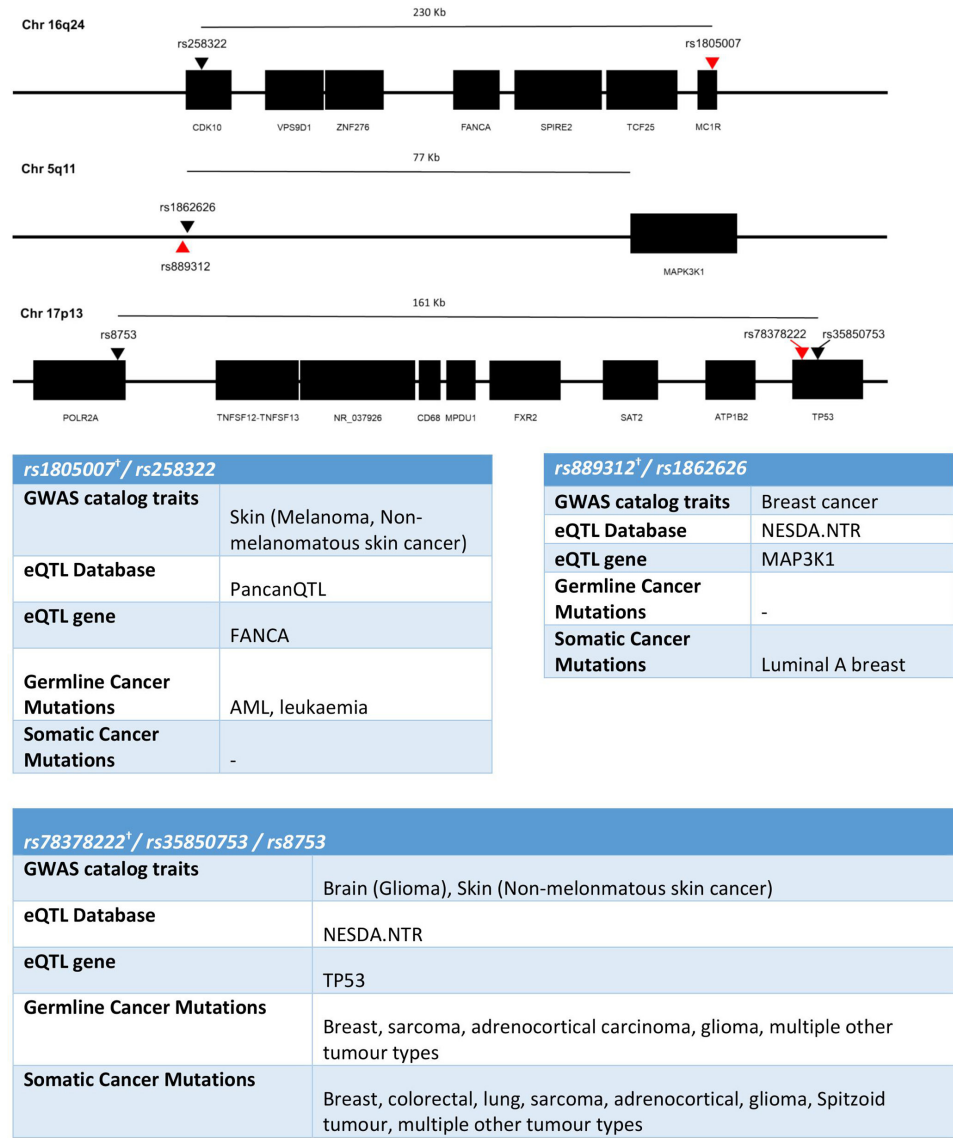 230 Kb
Chr 16q24
rs258322
rs1805007
CDK10
VPS9D1
ZNF276
FANCA
SPIRE2
TCF25
MC1R
77 Kb
Chr 5q11
rs1862626
rs889312
MAPK3K1
161 Kb
Chr 17p13
rs8753
rs78378222
rs35850753
POLR2A
TNFSF12-TNFSF13
NR_037926
CD68
MPDU1
FXR2
SAT2
ATP1B2
TP53
rs1805007†/ rs258322
GWAS catalog traits
Skin (Melanoma, Non-
melanomatous skin cancer)
eQTL Database
PancanQTL
eQTL gene
FANCA
Germline Cancer
Mutations
AML, leukaemia
Somatic Cancer
Mutations
-
rs889312†/ rs1862626
GWAS catalog traits
Breast cancer
eQTL Database
NESDA.NTR
eQTL gene
MAP3K1
Germline Cancer
Mutations
-
Somatic Cancer
Mutations
Luminal A breast
rs78378222†/ rs35850753 / rs8753
GWAS catalog traits
Brain (Glioma), Skin (Non-melonmatous skin cancer)
eQTL Database
NESDA.NTR
eQTL gene
TP53
Germline Cancer Mutations
Breast, sarcoma, adrenocortical carcinoma, glioma, multiple other
tumour types
Somatic Cancer Mutations
Breast, colorectal, lung, sarcoma, adrenocortical, glioma, Spitzoid
tumour, multiple other tumour types